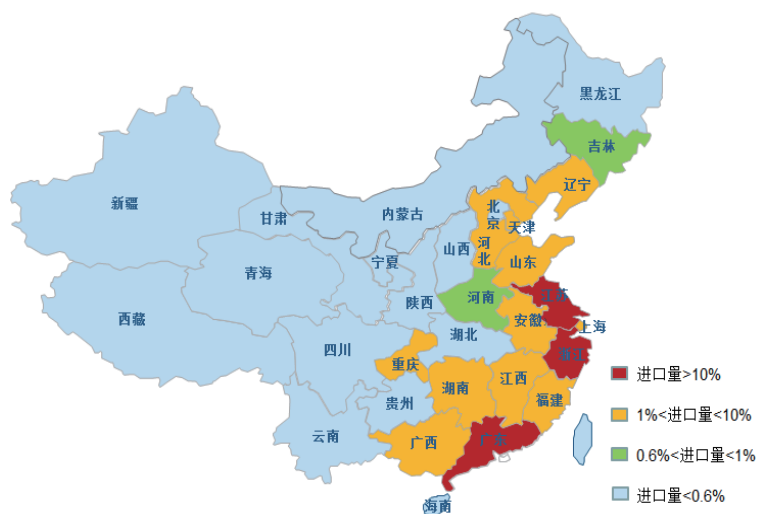 黑龙江
吉林
辽宁
新疆
甘肃
内蒙古
北
京
天津
河
北
山西
宁夏
青海
山东
陕西
河南
江苏
西藏
安徽
上海
湖北
四川
浙江
重庆
江西
湖南
贵州
福建
云南
广西
广东
海南
进口量>10%
1%<进口量<10%
0.6%<进口量<1%
进口量<0.6%